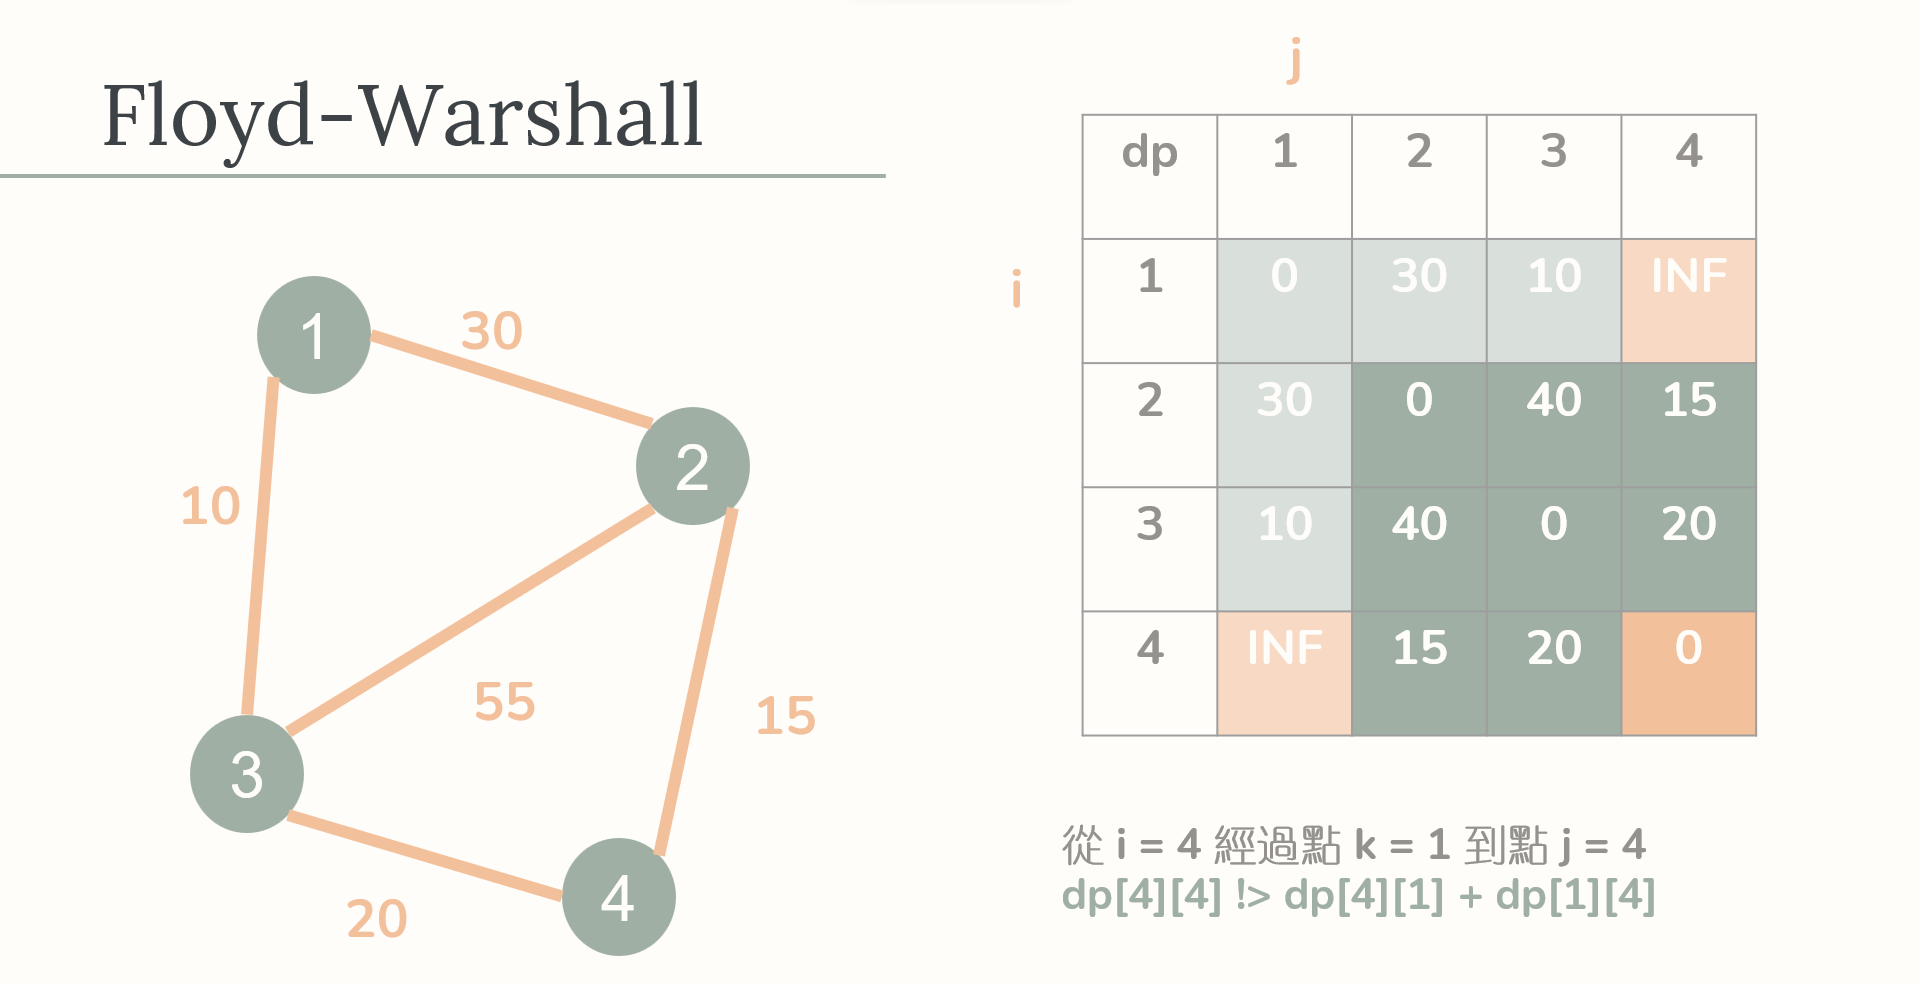 Floyd-Warshall
j
i
dp 1 2 3 4
1 0 30 10 INF
2 30 0 40 15
3 10 40 0 20
4 INF 15 20 0
1
30
2
10
55
15
3
20
4
從 i = 4 經過點 k = 1 到點 j = 4
dp[4][4] !> dp[4][1] + dp[1][4]